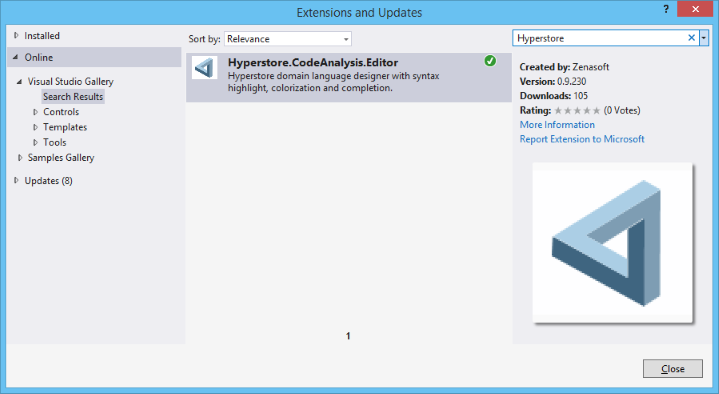 Extensions and Updates
?
Installed
Online
Visual Studio Gallery
Search Results
Controls
Templates
Tools
Samples Gallery
Updates (8)
Sort by: Relevance
Hyperstore.CodeAnalysis.Editor
Hyperstore domain language designer with syntax
highlight, colorization and completion.
1
Hyperstore
Created by: Zenasoft
Version: 0.9.230
Downloads: 105
Rating: (0 Votes)
More Information
Report Extension to Microsoft
Close